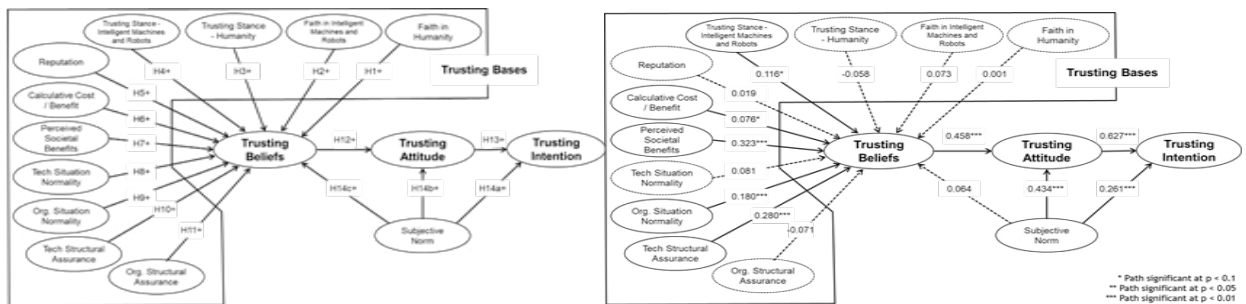 Trusting Stance -
Intelligent Machines
and Robots
Trusting Stance
- Humanity
Faith in Intelligent
Machines and
Robots
Faith in
Humanity
Reputation
H4+
H3+
H2+
H1+
Trusting Bases
Calculative Cost
/ Benefit
H5+
H6+
Perceived
Societal
Benefits
H7+
Trusting
Beliefs
H12+
Trusting
Attitude
H13+
Trusting
Intention
Tech Situation
Normality
H8+
H9+
Org. Situation
Normality
H10+
H14c+
H14b+
H14a+
Tech Structural
Assurance
H11+
Subjective
Norm
Org. Structural
Assurance
Trusting Stance -
Intelligent Machines
and Robots
Trusting Stance
- Humanity
Faith in Intelligent
Machines and
Robots
Faith in
Humanity
Reputation
0.116*
-0.058
0.073
0.001
Trusting Bases
0.019
Calculative Cost
/ Benefit
0.076*
Perceived
Societal
Benefits
0.323***
Trusting
Beliefs
0.458***
Trusting
Attitude
0.627***
Trusting
Intention
Tech Situation
Normality
0.081
Org. Situation
Normality
0.180***
0.064
0.434***
0.261***
0.280***
Tech Structural
Assurance
-0.071
Subjective
Norm
Org. Structural
Assurance
* Path significant at p < 0.1
** Path significant at p < 0.05
*** Path significant at p < 0.01